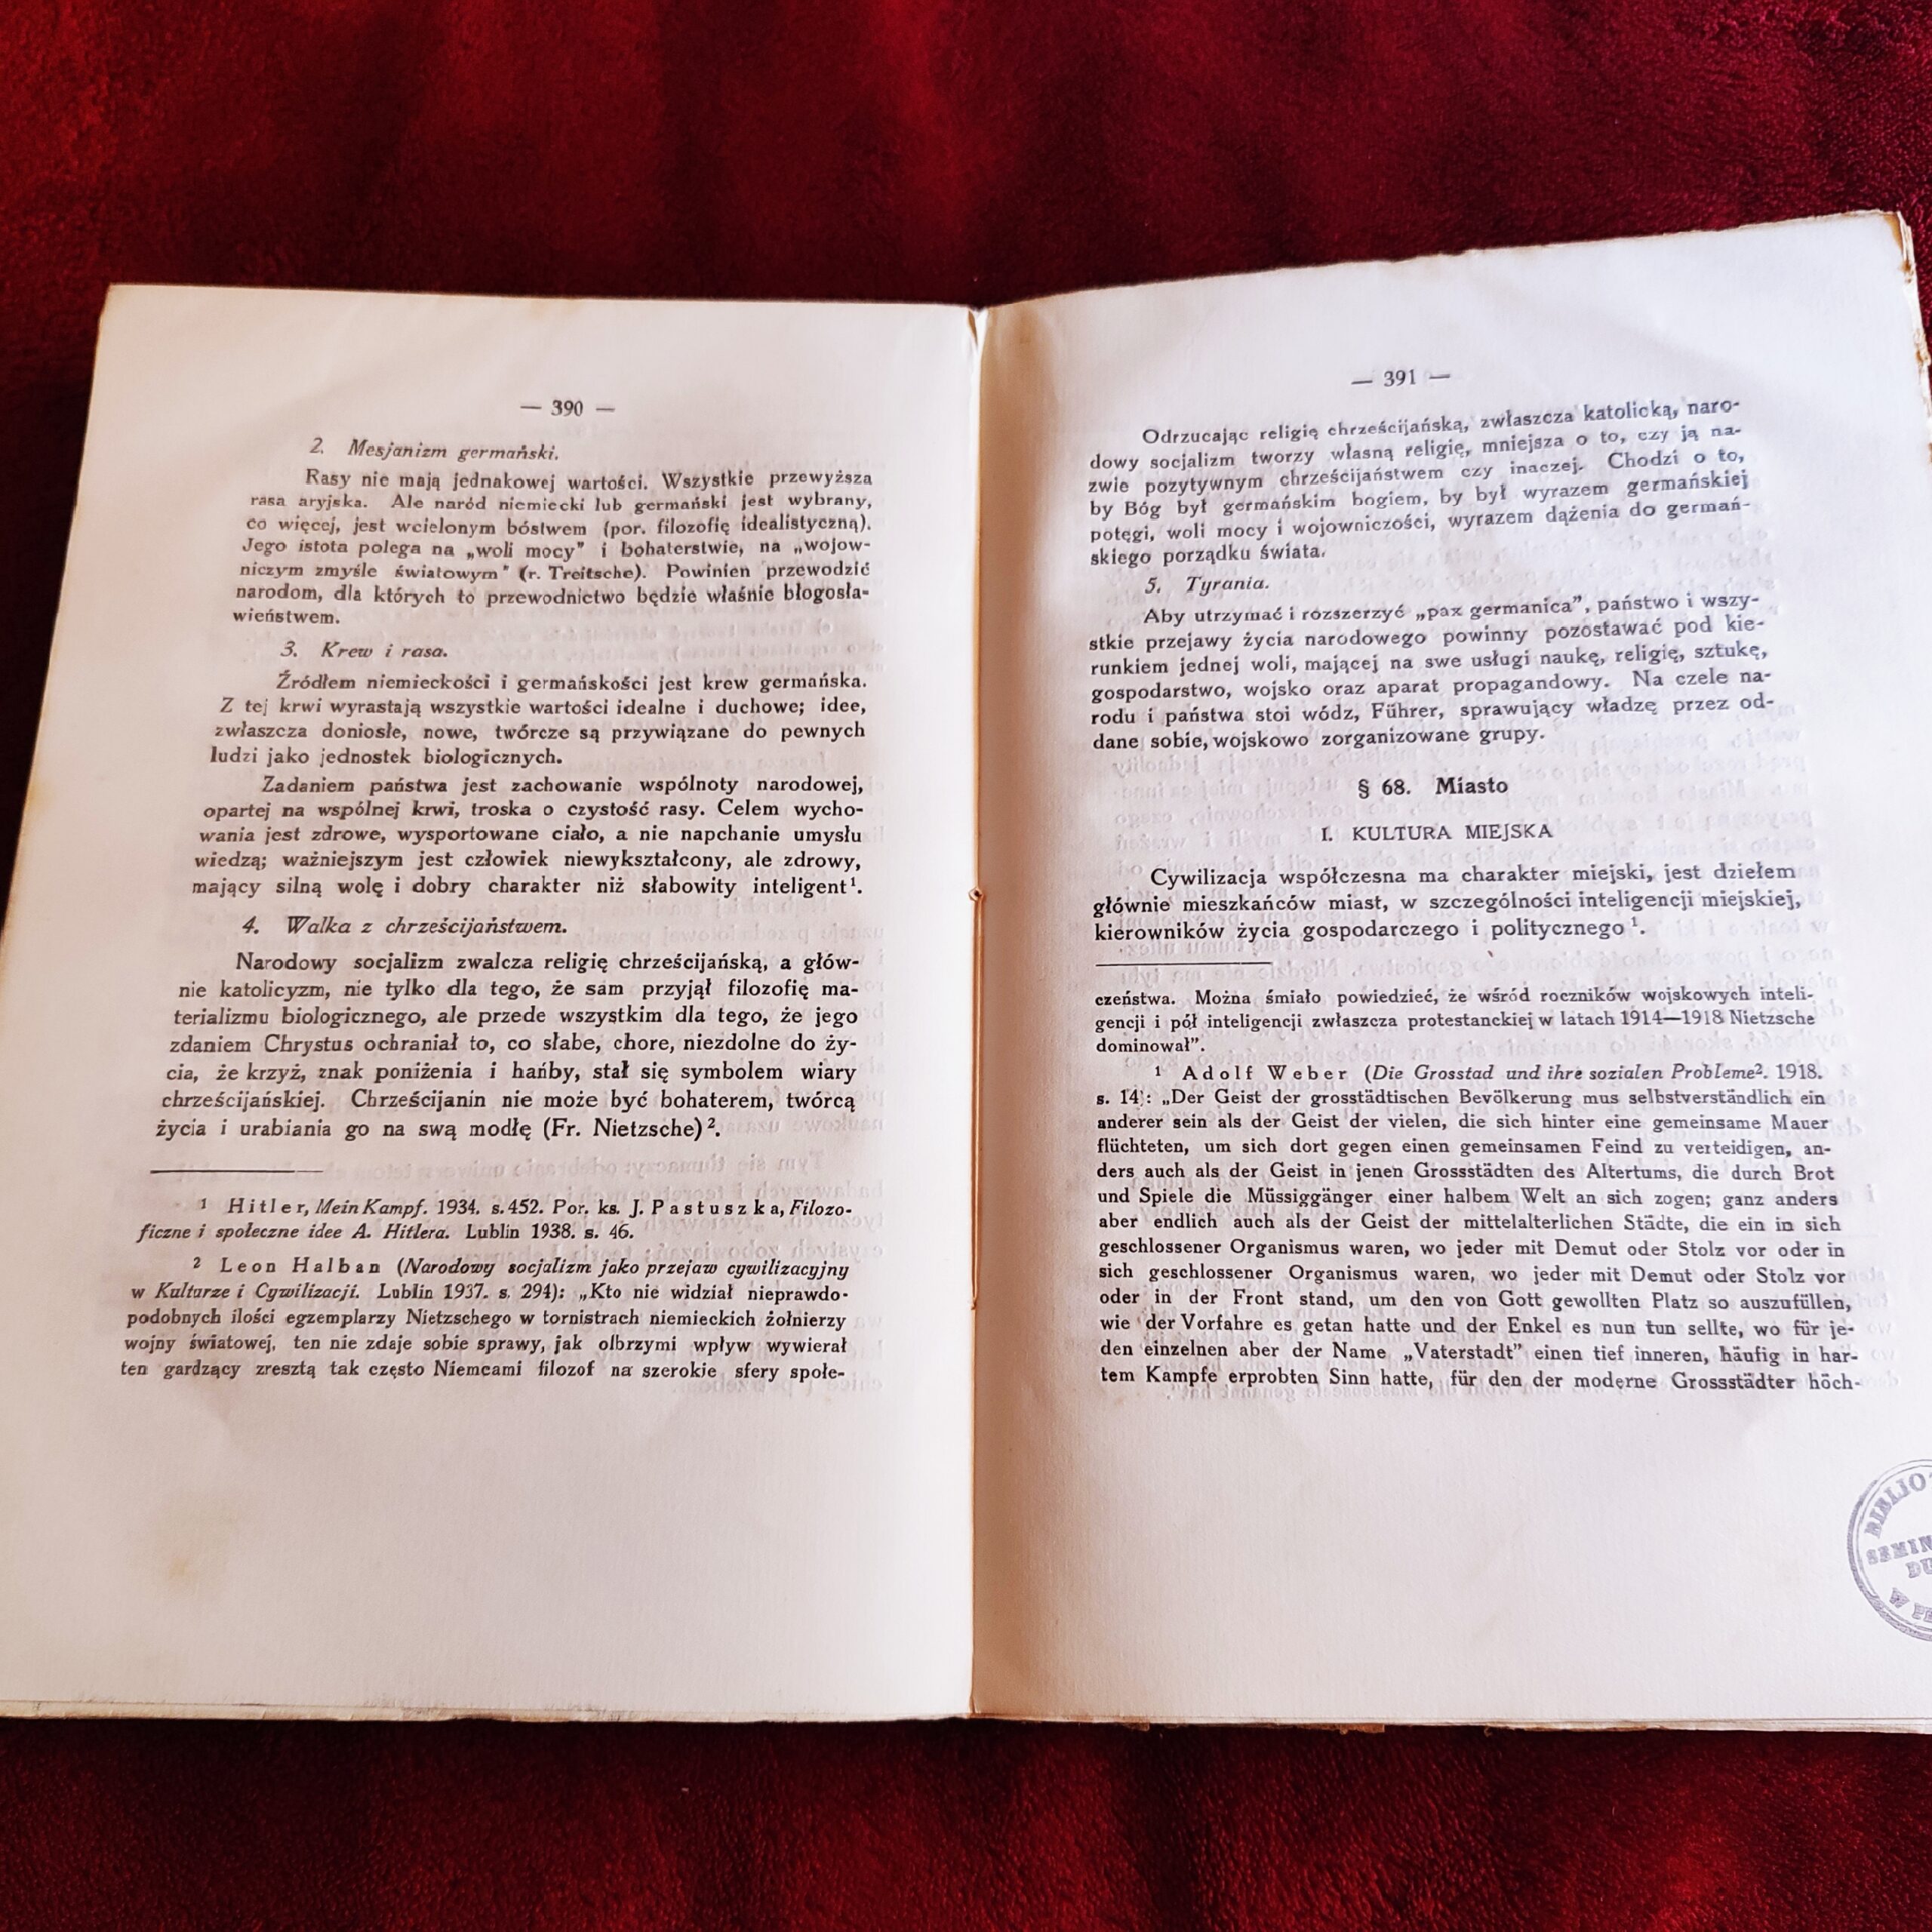 — 390 —
2. Mesjanizm germański.
Rasy nie mają jednakowej wartości. Wszystkie przewyższa
rasa aryjska. Ale naród niemiecki lub germański jest wybrany,
co więcej, jest wcielonym bóstwem (por. filozofię idealistyczną).
Jego istota polega na „woli mocy” i bohaterstwie, na „wojow-
niczym zmyśle światowym” (r. Treitsche). Powinien przewodzić
narodom, dla których to przewodnictwo będzie właśnie błogosła-
wieństwem.
3. Krew i rasa.
Źródłem niemieckości i germańskości jest krew germańska.
Z tej krwi wyrastają wszystkie wartości idealne i duchowe; idee,
zwłaszcza doniosłe, nowe, twórcze są przywiązane do pewnych
ludzi jako jednostek biologicznych.
Zadaniem państwa jest zachowanie wspólnoty narodowej,
opartej na wspólnej krwi, troska o czystość rasy. Celem wycho-
wania jest zdrowe, wysportowane ciało, a nie napchanie umysłu
wiedzą; ważniejszym jest człowiek niewykształcony, ale zdrowy,
mający silną wolę i dobry charakter niż słabowity inteligent¹.
4. Walka z chrześcijaństwem.
Narodowy socjalizm zwalcza religię chrześcijańską, a głów-
nie katolicyzm, nie tylko dla tego, że sam przyjął filozofię ma-
terializmu biologicznego, ale przede wszystkim dla tego, że jego
zdaniem Chrystus ochraniał to, co słabe, chore, niezdolne do ży-
cia, że krzyż, znak poniżenia i hańby, stał się symbolem wiary
chrześcijańskiej. Chrześcijanin nie może być bohaterem, twórcą
życia i urabiania go na swą modłę (Fr. Nietzsche)².
¹ Hitler, Mein Kampf. 1934. s. 452. Por. ks. J. Pastuszka, Filozo-
ficzne i społeczne idee A. Hitlera. Lublin 1938. s. 46.
² Leon Halban (Narodowy socjalizm jako przejaw cywilizacyjny
w Kulturze i Cywilizacji. Lublin 1937. s. 294): „Kto nie widział nieprawdo-
podobnych ilości egzemplarzy Nietzschego w tornistrach niemieckich żołnierzy
wojny światowej, ten nie zdaje sobie sprawy, jak olbrzymi wpływ wywierał
ten gardzący zresztą tak często Niemcami filozof na szerokie sfery społe-
— 391 —
Odrzucając religię chrześcijańską, zwłaszcza katolicką, naro-
dowy socjalizm tworzy własną religię, mniejsza o to, czy ją na-
zwie pozytywnym chrześcijaństwem czy inaczej. Chodzi o to,
by Bóg był germańskim bogiem, by był wyrazem germańskiej
potęgi, woli mocy i wojowniczości, wyrazem dążenia do germań-
skiego porządku świata.
5. Tyrania.
Aby utrzymać i rozszerzyć „pax germanica”, państwo i wszy-
stkie przejawy życia narodowego powinny pozostawać pod kie-
runkiem jednej woli, mającej na swe usługi naukę, religię, sztukę,
gospodarstwo, wojsko oraz aparat propagandowy. Na czele na-
rodu i państwa stoi wódz, Führer, sprawujący władzę przez od-
dane sobie, wojskowo zorganizowane grupy.
§ 68. Miasto
I. KULTURA MIEJSKA
Cywilizacja współczesna ma charakter miejski, jest dziełem
głównie mieszkańców miast, w szczególności inteligencji miejskiej,
kierowników życia gospodarczego i politycznego¹.
czeństwa. Można śmiało powiedzieć, że wśród roczników wojskowych inteli-
gencji i pół inteligencji zwłaszcza protestanckiej w latach 1914—1918 Nietzsche
dominował”.
¹ Adolf Weber (Die Grosstad und ihre sozialen Probleme². 1918.
s. 14): „Der Geist der grosstädtischen Bevölkerung mus selbstverständlich ein
anderer sein als der Geist der vielen, die sich hinter eine gemeinsame Mauer
flüchteten, um sich dort gegen einen gemeinsamen Feind zu verteidigen, an-
ders auch als der Geist in jenen Grossstädten des Altertums, die durch Brot
und Spiele die Müssiggänger einer halbem Welt an sich zogen; ganz anders
aber endlich auch als der Geist der mittelalterlichen Städte, die ein in sich
geschlossener Organismus waren, wo jeder mit Demut oder Stolz vor oder in
sich geschlossener Organismus waren, wo jeder mit Demut oder Stolz vor
oder in der Front stand, um den von Gott gewollten Platz so auszufüllen,
wie der Vorfahre es getan hatte und der Enkel es nun tun sellte, wo für je-
den einzelnen aber der Name „Vaterstadt” einen tief inneren, häufig in har-
tem Kampfe erprobten Sinn hatte, für den der moderne Grossstädter höch-